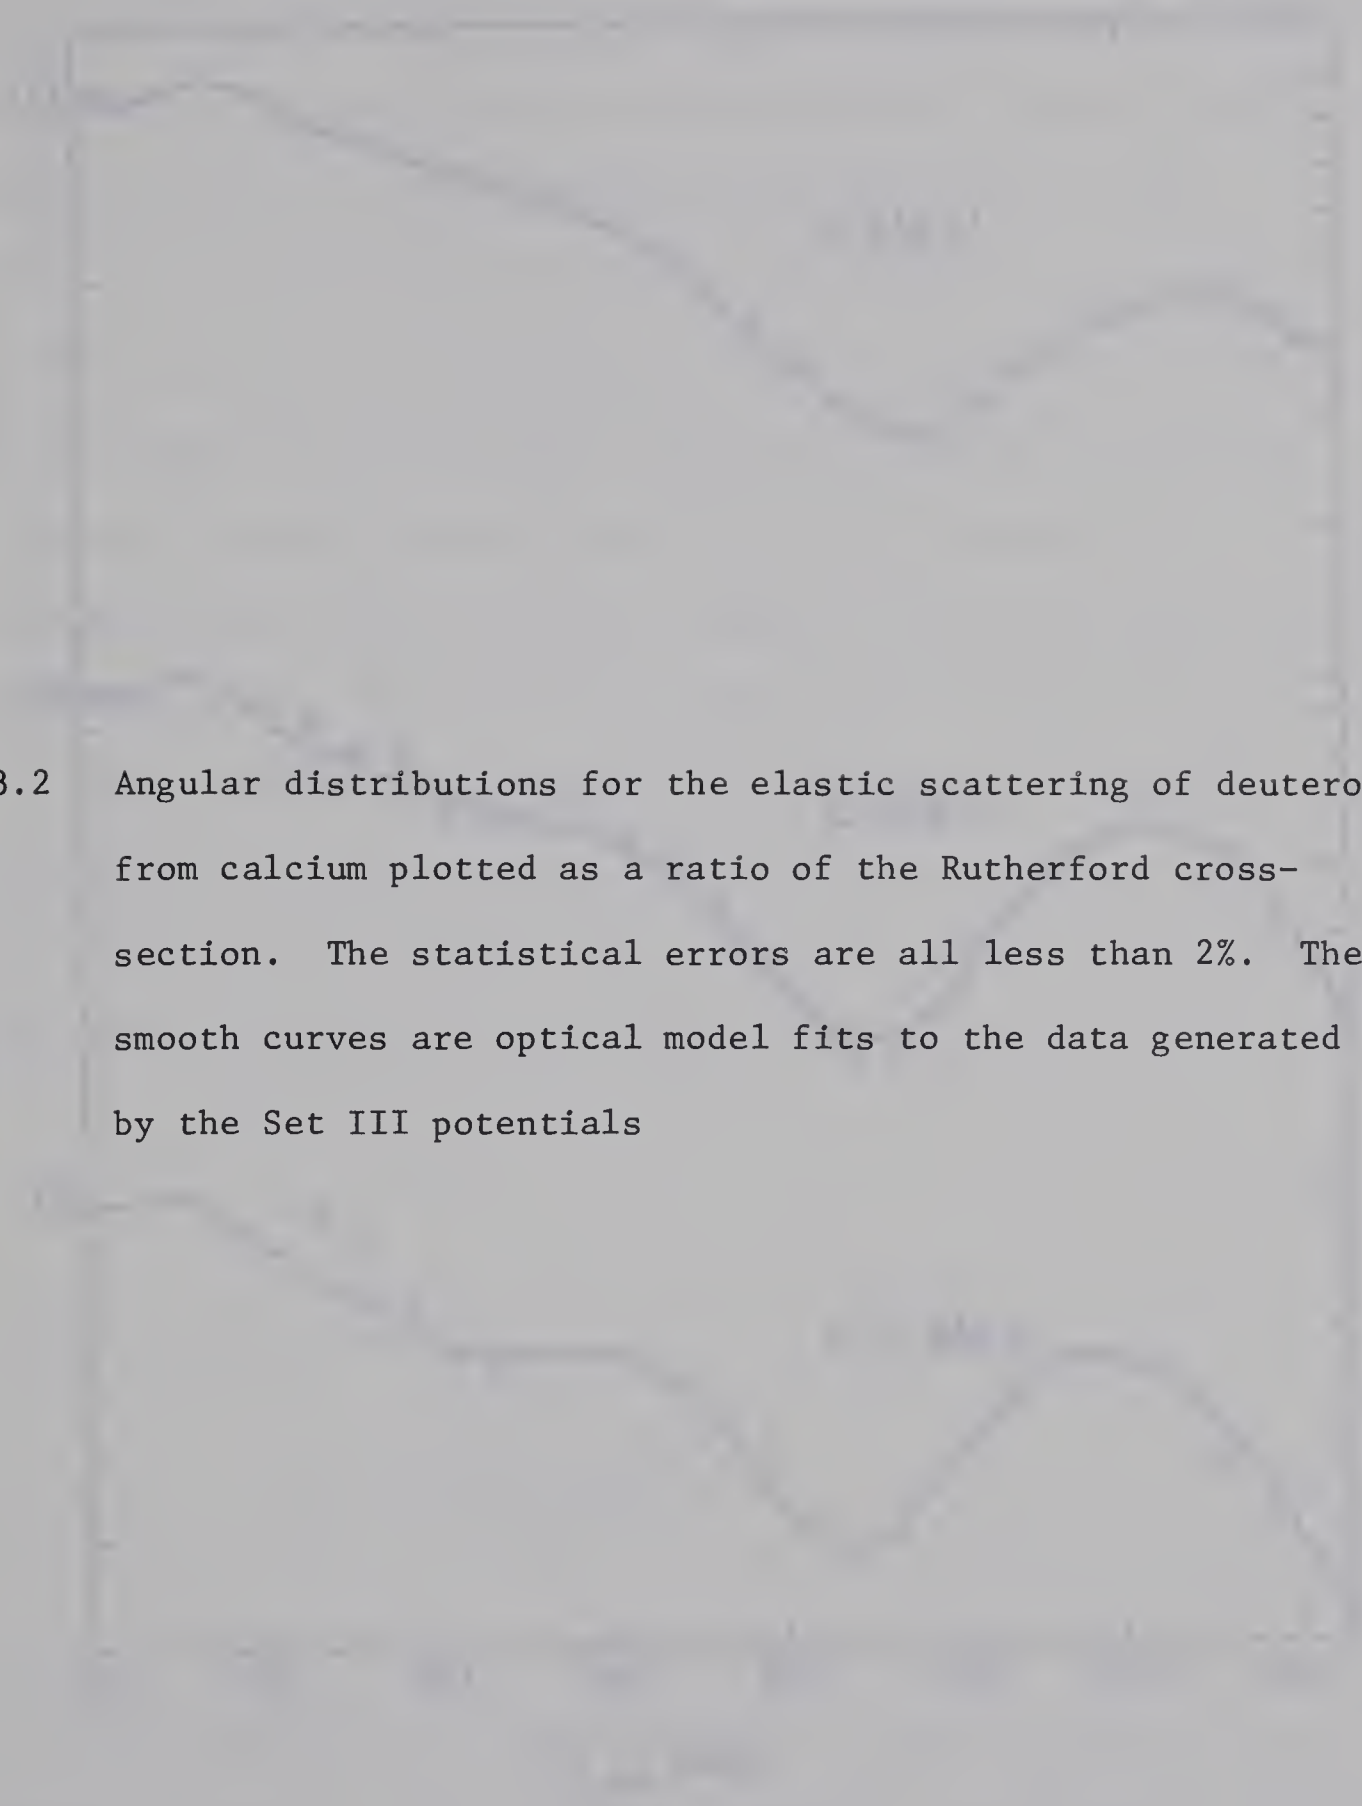 3.2 Angular distributions for the elastic scattering of deutero
from calcium plotted as a ratio of the Rutherford cross-
section. The statistical errors are all less than 2%. The
smooth curves are optical model fits to the data generated
by the Set III potentials